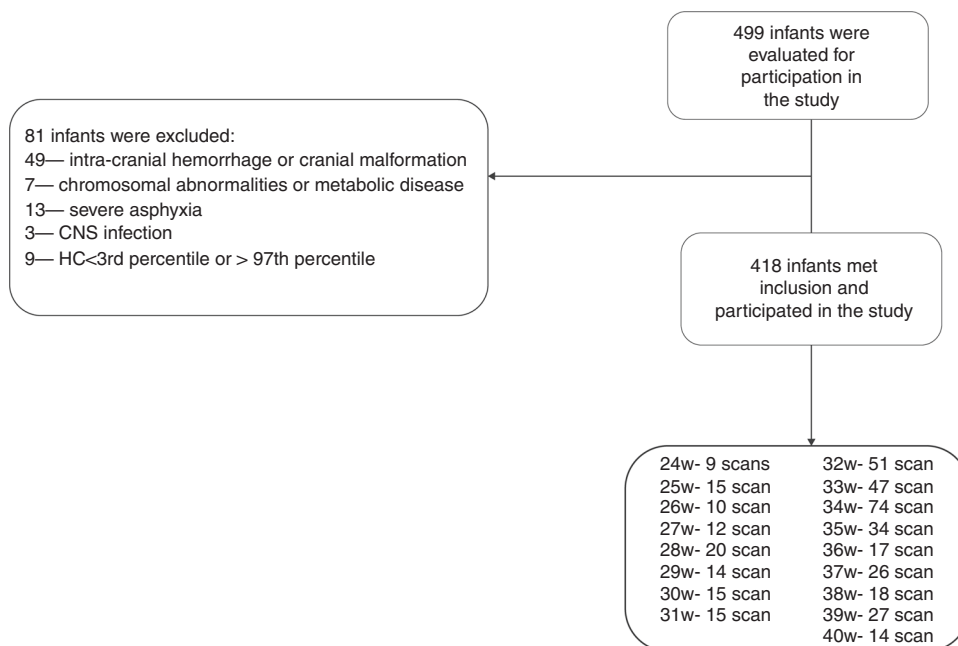 499 infants were
evaluated for
participation in
the study
81 infants were excluded:
49— intra-cranial hemorrhage or cranial malformation
7— chromosomal abnormalities or metabolic disease
13— severe asphyxia
3— CNS infection
9— HC<3rd percentile or > 97th percentile
418 infants met
inclusion and
participated in the study
24w- 9 scans
25w- 15 scan
26w- 10 scan
27w- 12 scan
28w- 20 scan
29w- 14 scan
30w- 15 scan
31w- 15 scan
32w- 51 scan
33w- 47 scan
34w- 74 scan
35w- 34 scan
36w- 17 scan
37w- 26 scan
38w- 18 scan
39w- 27 scan
40w- 14 scan